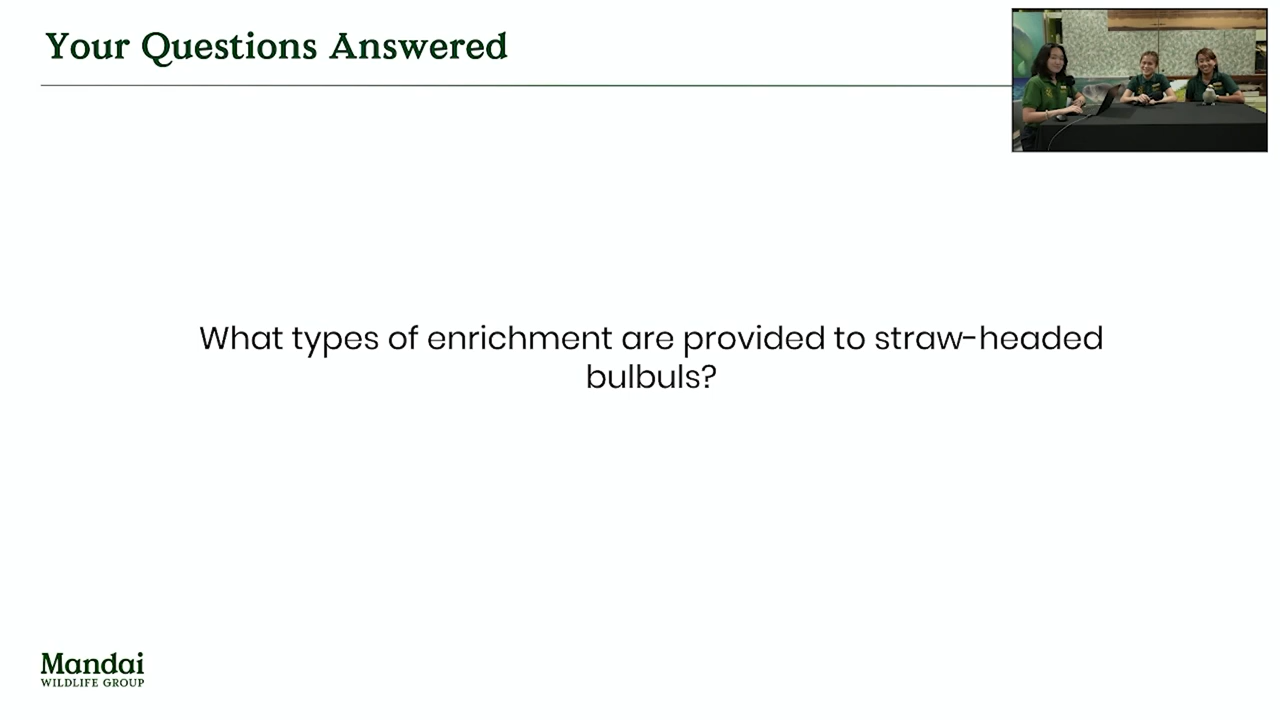 Your Questions Answered
What types of enrichment are provided to straw-headed
bulbuls?
Mandai
WILDLIFE GROUP